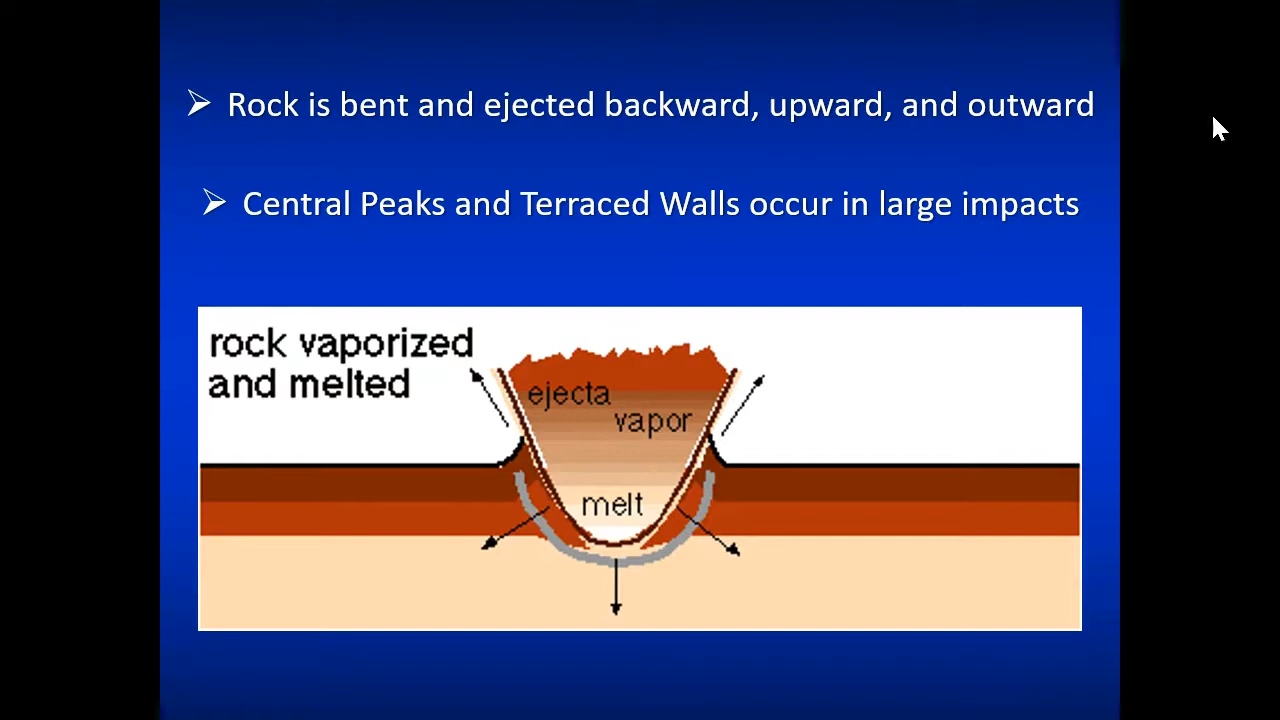 Rock is bent and ejected backward, upward, and outward
Central Peaks and Terraced Walls occur in large impacts
rock vaporized
and melted
ejecta
vapor
melt